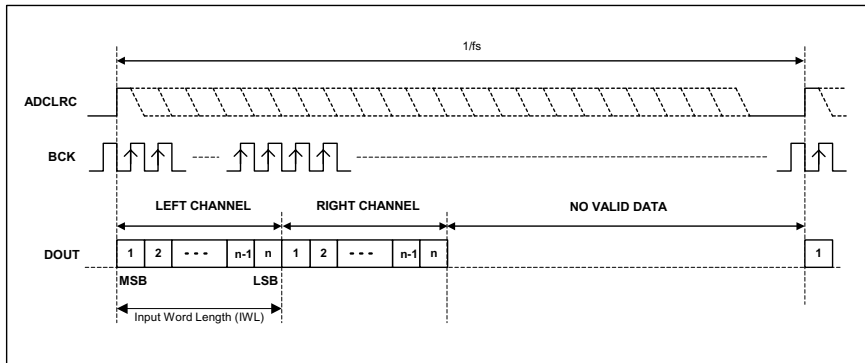 1/fs
ADCLRC
BCK
LEFT CHANNEL RIGHT CHANNEL NO VALID DATA
DOUT 1 2 n-1 n 1 2 n-1 n 1
MSB LSB
Input Word Length (IWL)